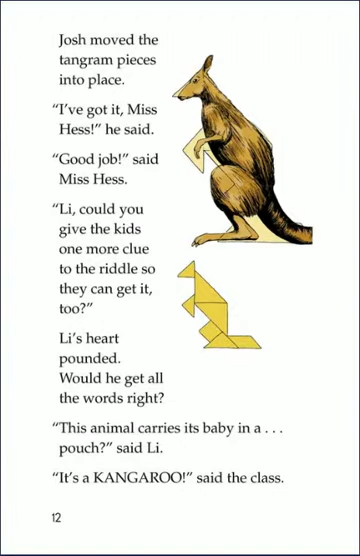 Josh moved the
tangram pieces
into place.
“I’ve got it, Miss
Hess!” he said.
“Good job!” said
Miss Hess.
“Li, could you
give the kids
one more clue
to the riddle so
they can get it,
too?”
Li’s heart
pounded.
Would he get all
the words right?
“This animal carries its baby in a . . .
pouch?” said Li.
“It’s a KANGAROO!” said the class.
12